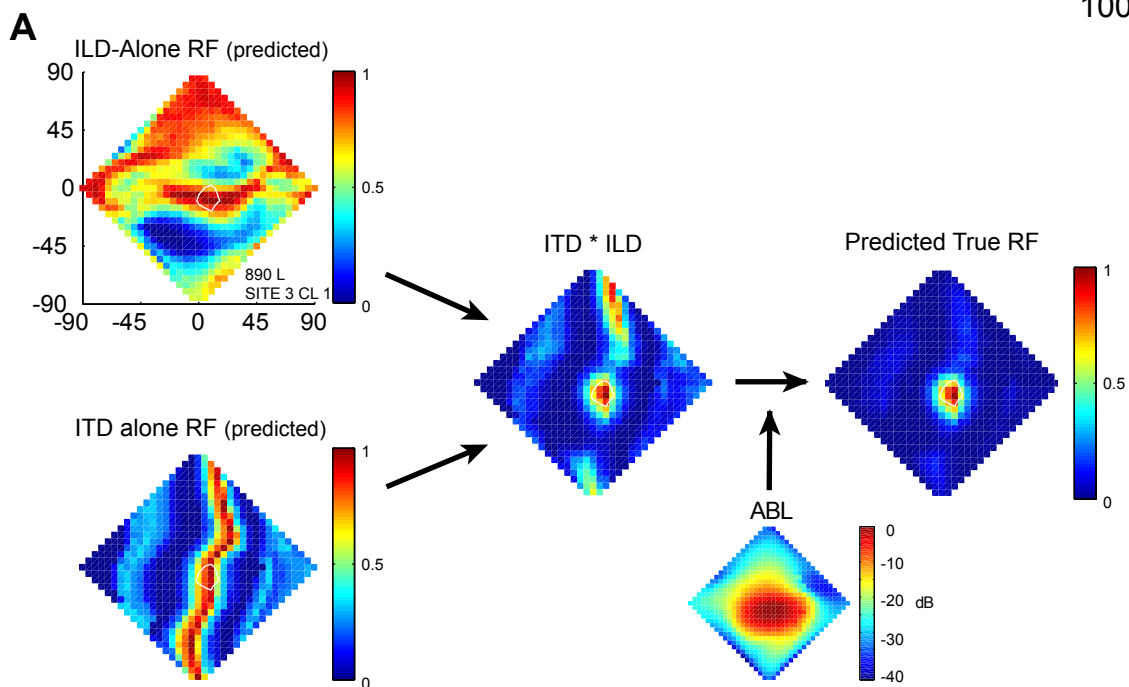 100
A
ILD-Alone RF (predicted)
90
45
0
-45
-90
-90 -45 0 45 90
890 L
SITE 3 CL 1
1
0.5
0
ITD alone RF (predicted)
1
0.5
0
ITD * ILD
Predicted True RF
1
0.5
0
ABL
0
-10
-20
-30
-40
dB